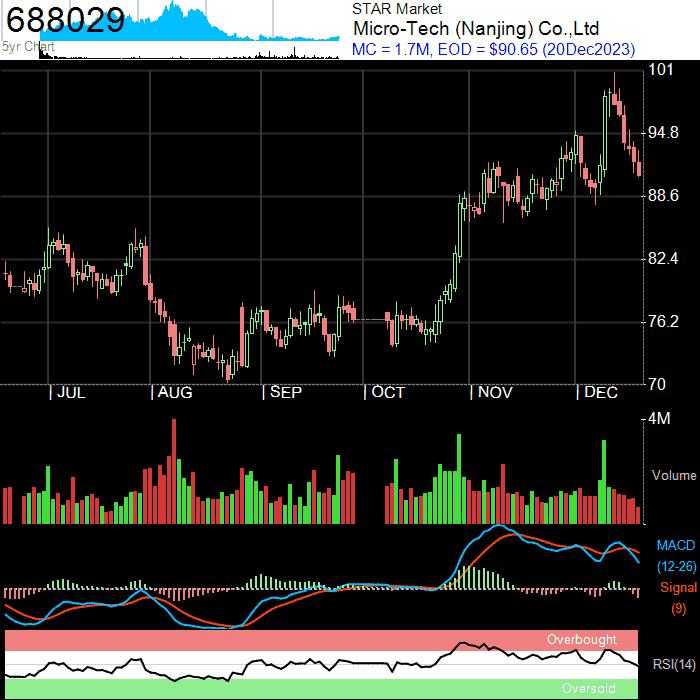 688029
5yr Chart
STAR Market
Micro-Tech (Nanjing) Co.,Ltd
MC = 1.7M, EOD = $90.65 (20Dec2023)
101
94.8
88.6
82.4
76.2
70
JUL
AUG
SEP
OCT
NOV
DEC
4M
Volume
MACD
(12-26)
Signal
(9)
Overbought
RSI(14)
Oversold